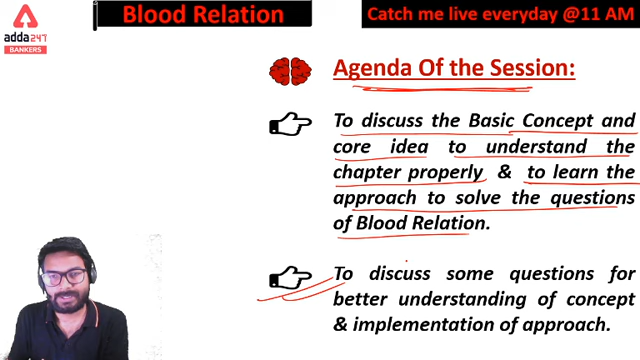 Blood Relation
Catch me live everyday @11 AM
adda247
BANKERS
Agenda Of the Session:
To discuss the Basic Concept and
core idea to understand the
chapter properly & to learn the
approach to solve the questions
of Blood Relation.
To discuss some questions for
better understanding of concept
& implementation of approach.